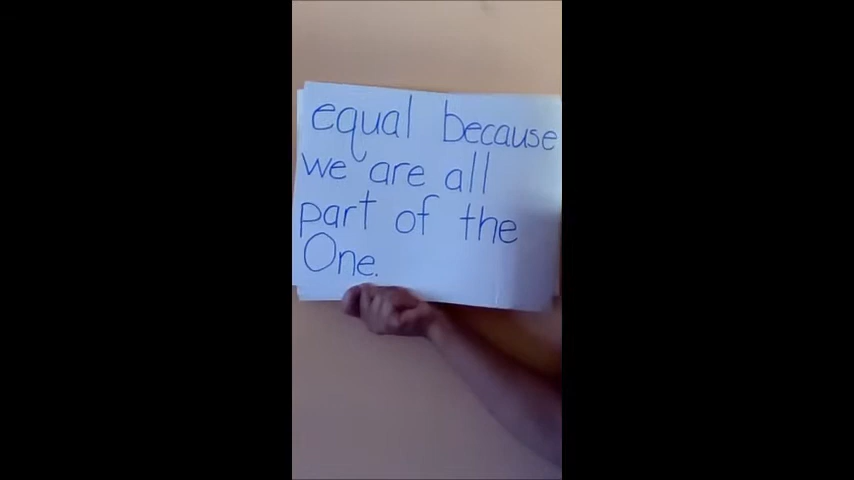 equal because
we are all
part of the
One.